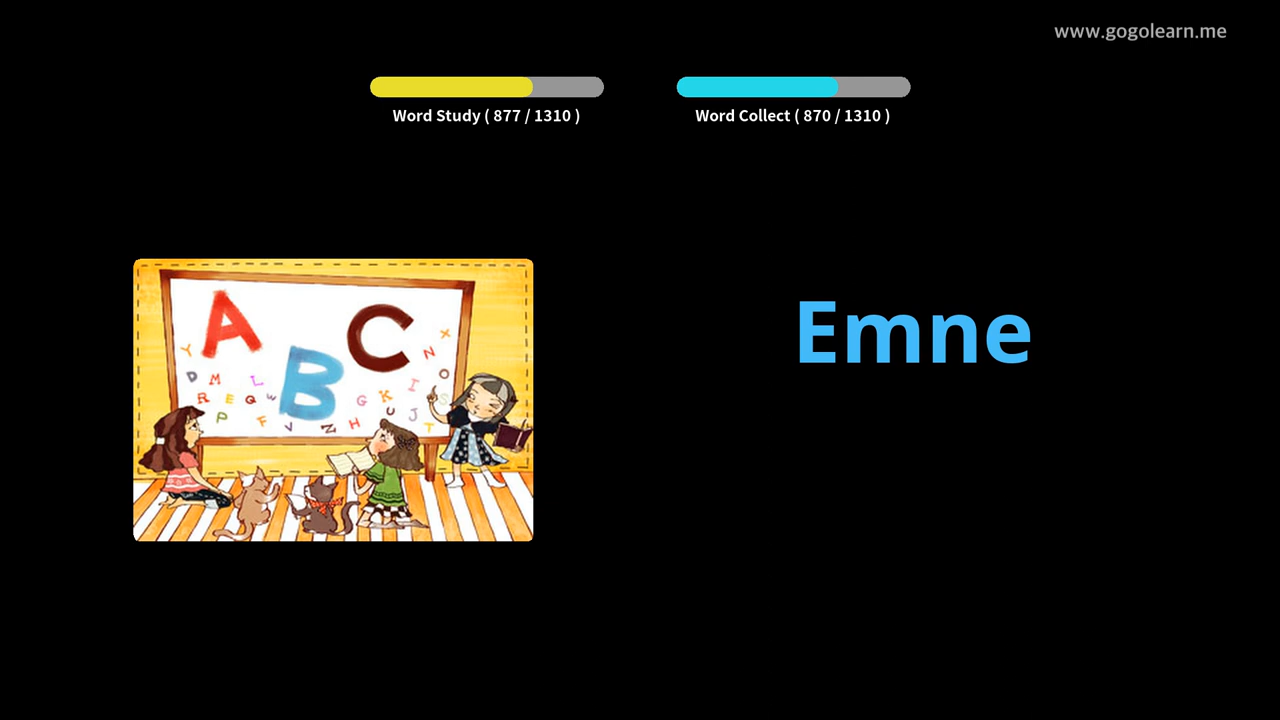 www.gogolearn.me
Word Study ( 877 / 1310 )
Word Collect ( 870 / 1310 )
Emne
A
C
B
X
Y
N
D
M
L
O
I
R
E
Q
W
G
K
S
P
F
U
J
V
Z
H
T